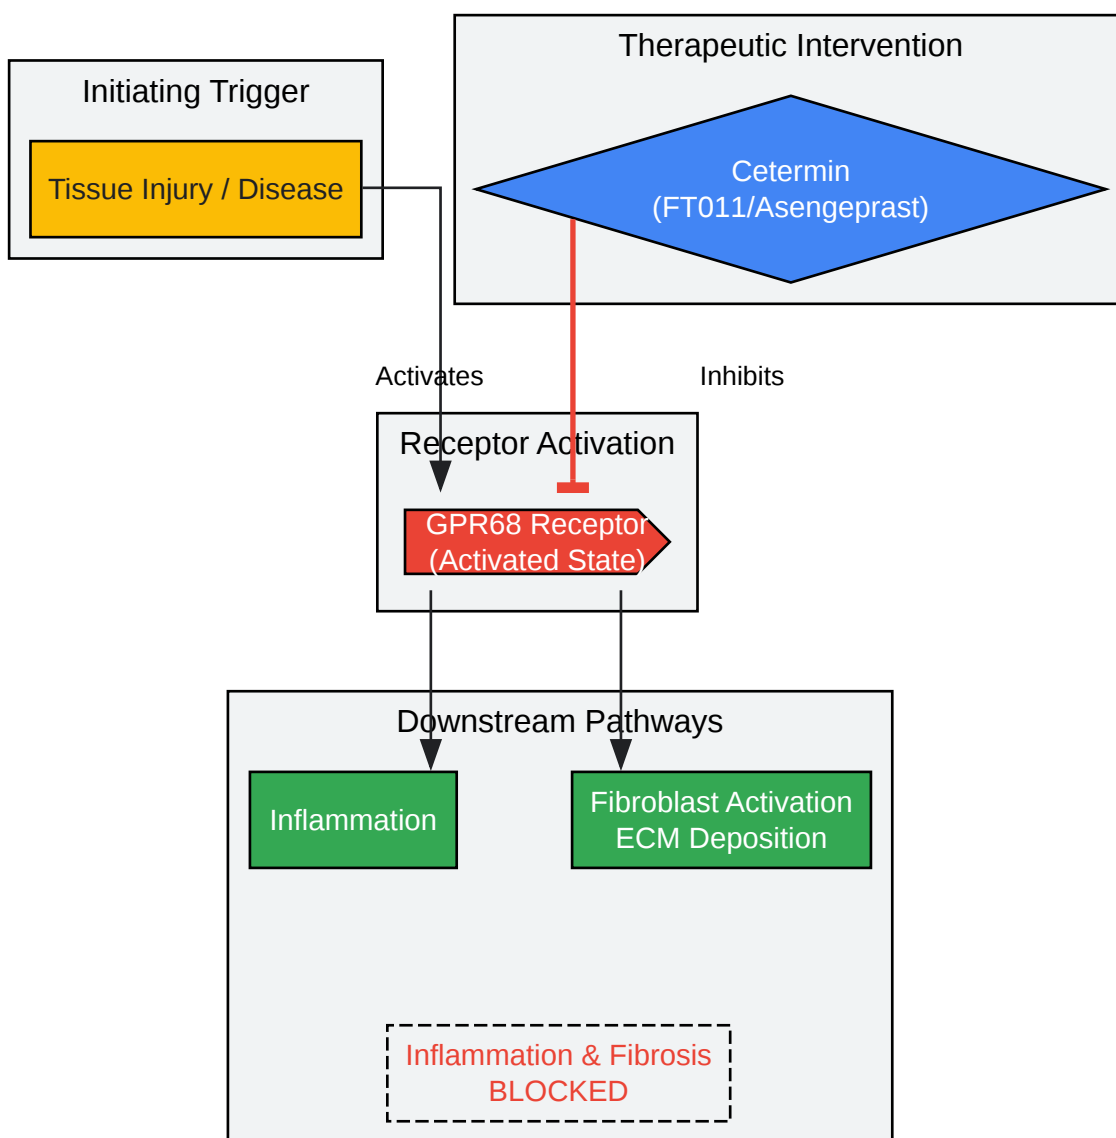 Therapeutic Intervention
Initiating Trigger
Tissue Injury / Disease
Cetermin
(FT011/Asengeprast)
Activates
Inhibits
Receptor Activation
GPR68 Receptor
(Activated State)
Downstream Pathways
Inflammation
Fibroblast Activation
ECM Deposition
Inflammation & Fibrosis
BLOCKED